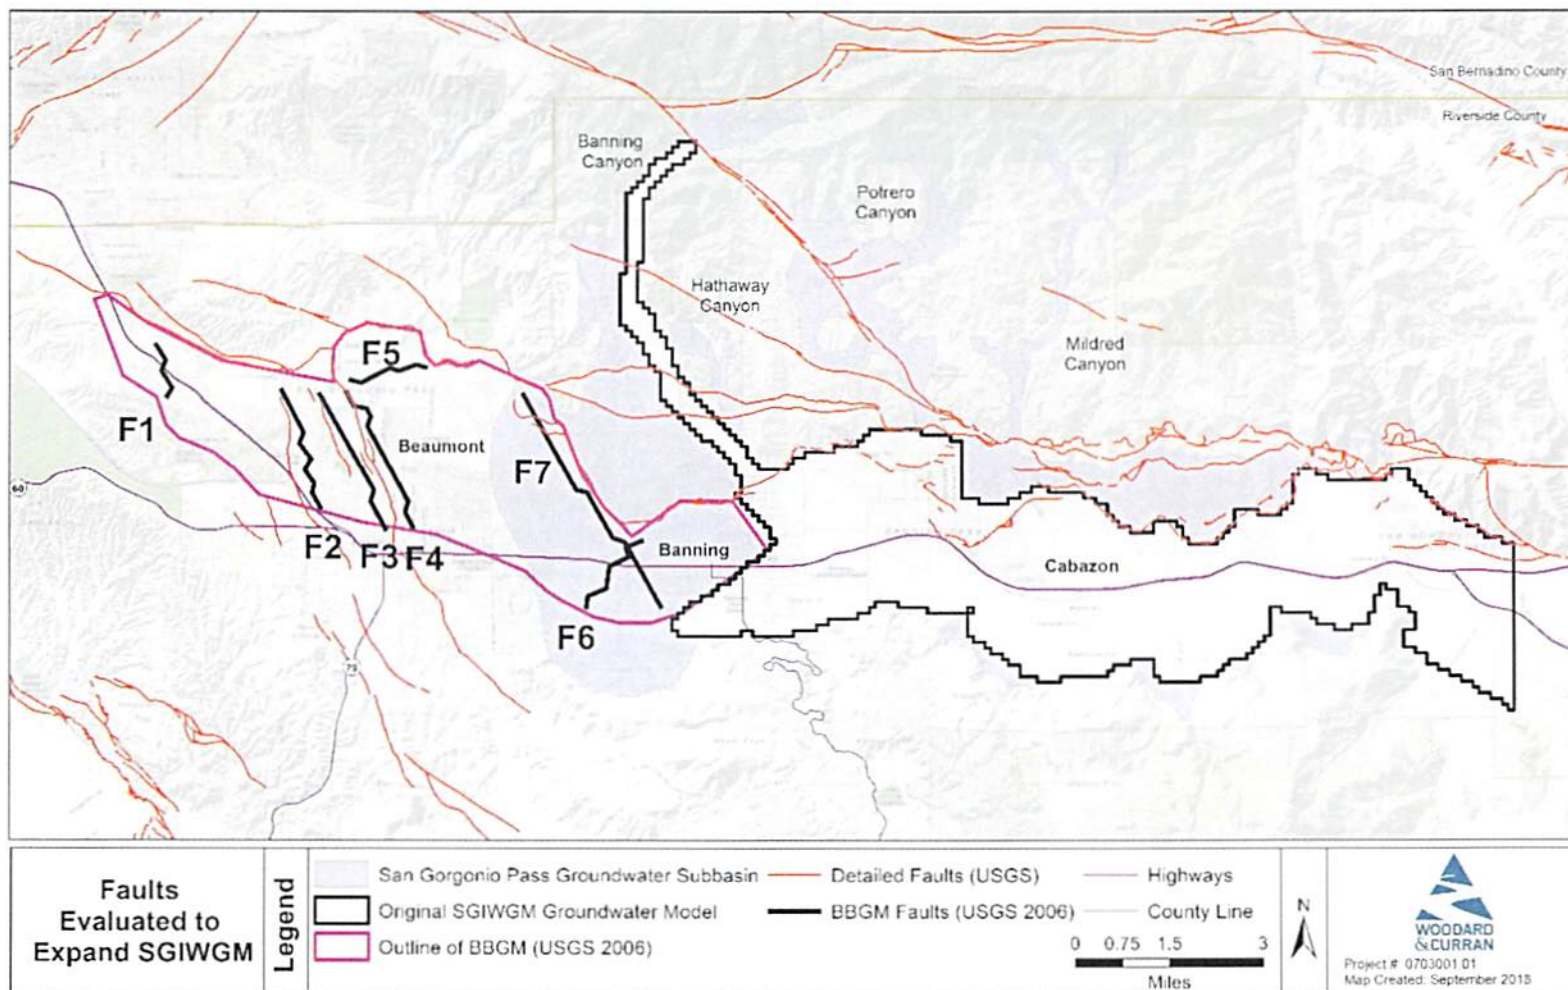 San Bernadino County
Riverside County
Banning
Canyon
Potrero
Canyon
Hathaway
Canyon
Mildred
Canyon
F5
F1
Beaumont
F7
60
F2
F3
F4
Banning
Cabazon
F6
79
Faults
Evaluated to
Expand SGIWGM
Legend
San Gorgonio Pass Groundwater Subbasin
Original SGIWGM Groundwater Model
Outline of BBGM (USGS 2006)
Detailed Faults (USGS)
BBGM Faults (USGS 2006)
Highways
County Line
0 0.75 1.5 3
Miles
N
WOODARD
&CURRAN
Project #: 0703001.01
Map Created: September 2018